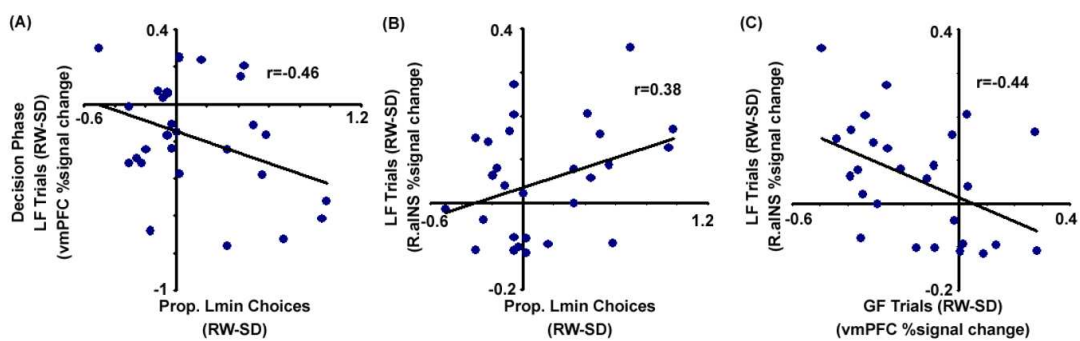 (A)
0.4
r=-0.46
-0.6
1.2
-1
Decision Phase
LF Trials (RW-SD)
(vmPFC %signal change)
Prop. Lmin Choices
(RW-SD)
(B)
0.4
r=0.38
-0.6
1.2
-0.2
LF Trials (RW-SD)
(R.aINS %signal change)
Prop. Lmin Choices
(RW-SD)
(C)
0.4
r=-0.44
-0.6
0.4
-0.2
LF Trials (RW-SD)
(R.aINS %signal change)
GF Trials (RW-SD)
(vmPFC %signal change)